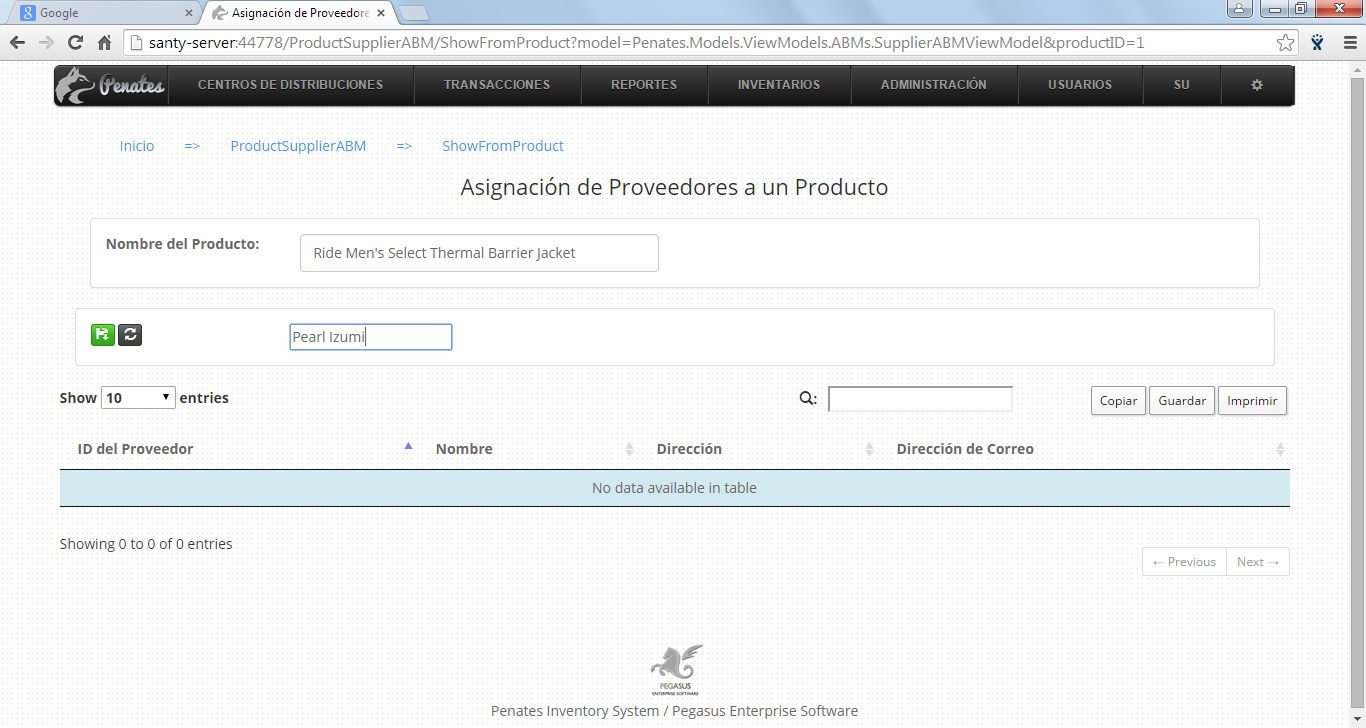 Google
Asignación de Proveedore
santy-server:44778/ProductSupplierABM/ShowFromProduct?model=Penates.Models.ViewModels.ABMs.SupplierABMViewModel&productID=1
Penates CENTROS DE DISTRIBUCIONES TRANSACCIONES REPORTES INVENTARIOS ADMINISTRACIÓN USUARIOS SU
Inicio => ProductSupplierABM => ShowFromProduct
Asignación de Proveedores a un Producto
Nombre del Producto: Ride Men's Select Thermal Barrier Jacket
Pearl Izumi
Show 10 entries : Copiar Guardar Imprimir
ID del Proveedor Nombre Dirección Dirección de Correo
No data available in table
Showing 0 to 0 of 0 entries
← Previous Next →
PEGASUS
ENTERPRISE SOFTWARE
Penates Inventory System / Pegasus Enterprise Software